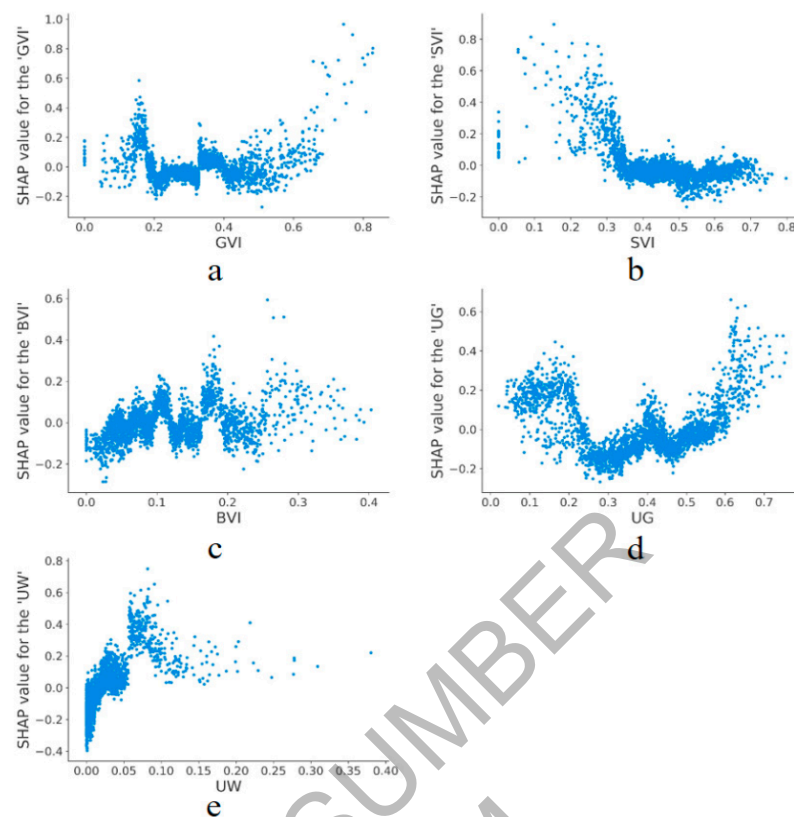 SHAP value for the 'GVI'
1.0
0.8
0.6
0.4
0.2
0.0
−0.2
0.0 0.2 0.4 0.6 0.8
GVI
a
SHAP value for the 'SVI'
0.8
0.6
0.4
0.2
0.0
−0.2
0.0 0.1 0.2 0.3 0.4 0.5 0.6 0.7 0.8
SVI
b
SHAP value for the 'BVI'
0.6
0.4
0.2
0.0
−0.2
0.0 0.1 0.2 0.3 0.4
BVI
c
SHAP value for the 'UG'
0.6
0.4
0.2
0.0
−0.2
0.1 0.2 0.3 0.4 0.5 0.6 0.7
UG
d
SHAP value for the 'UW'
0.8
0.6
0.4
0.2
0.0
−0.2
−0.4
0.00 0.05 0.10 0.15 0.20 0.25 0.30 0.35 0.40
UW
e
SUMBER